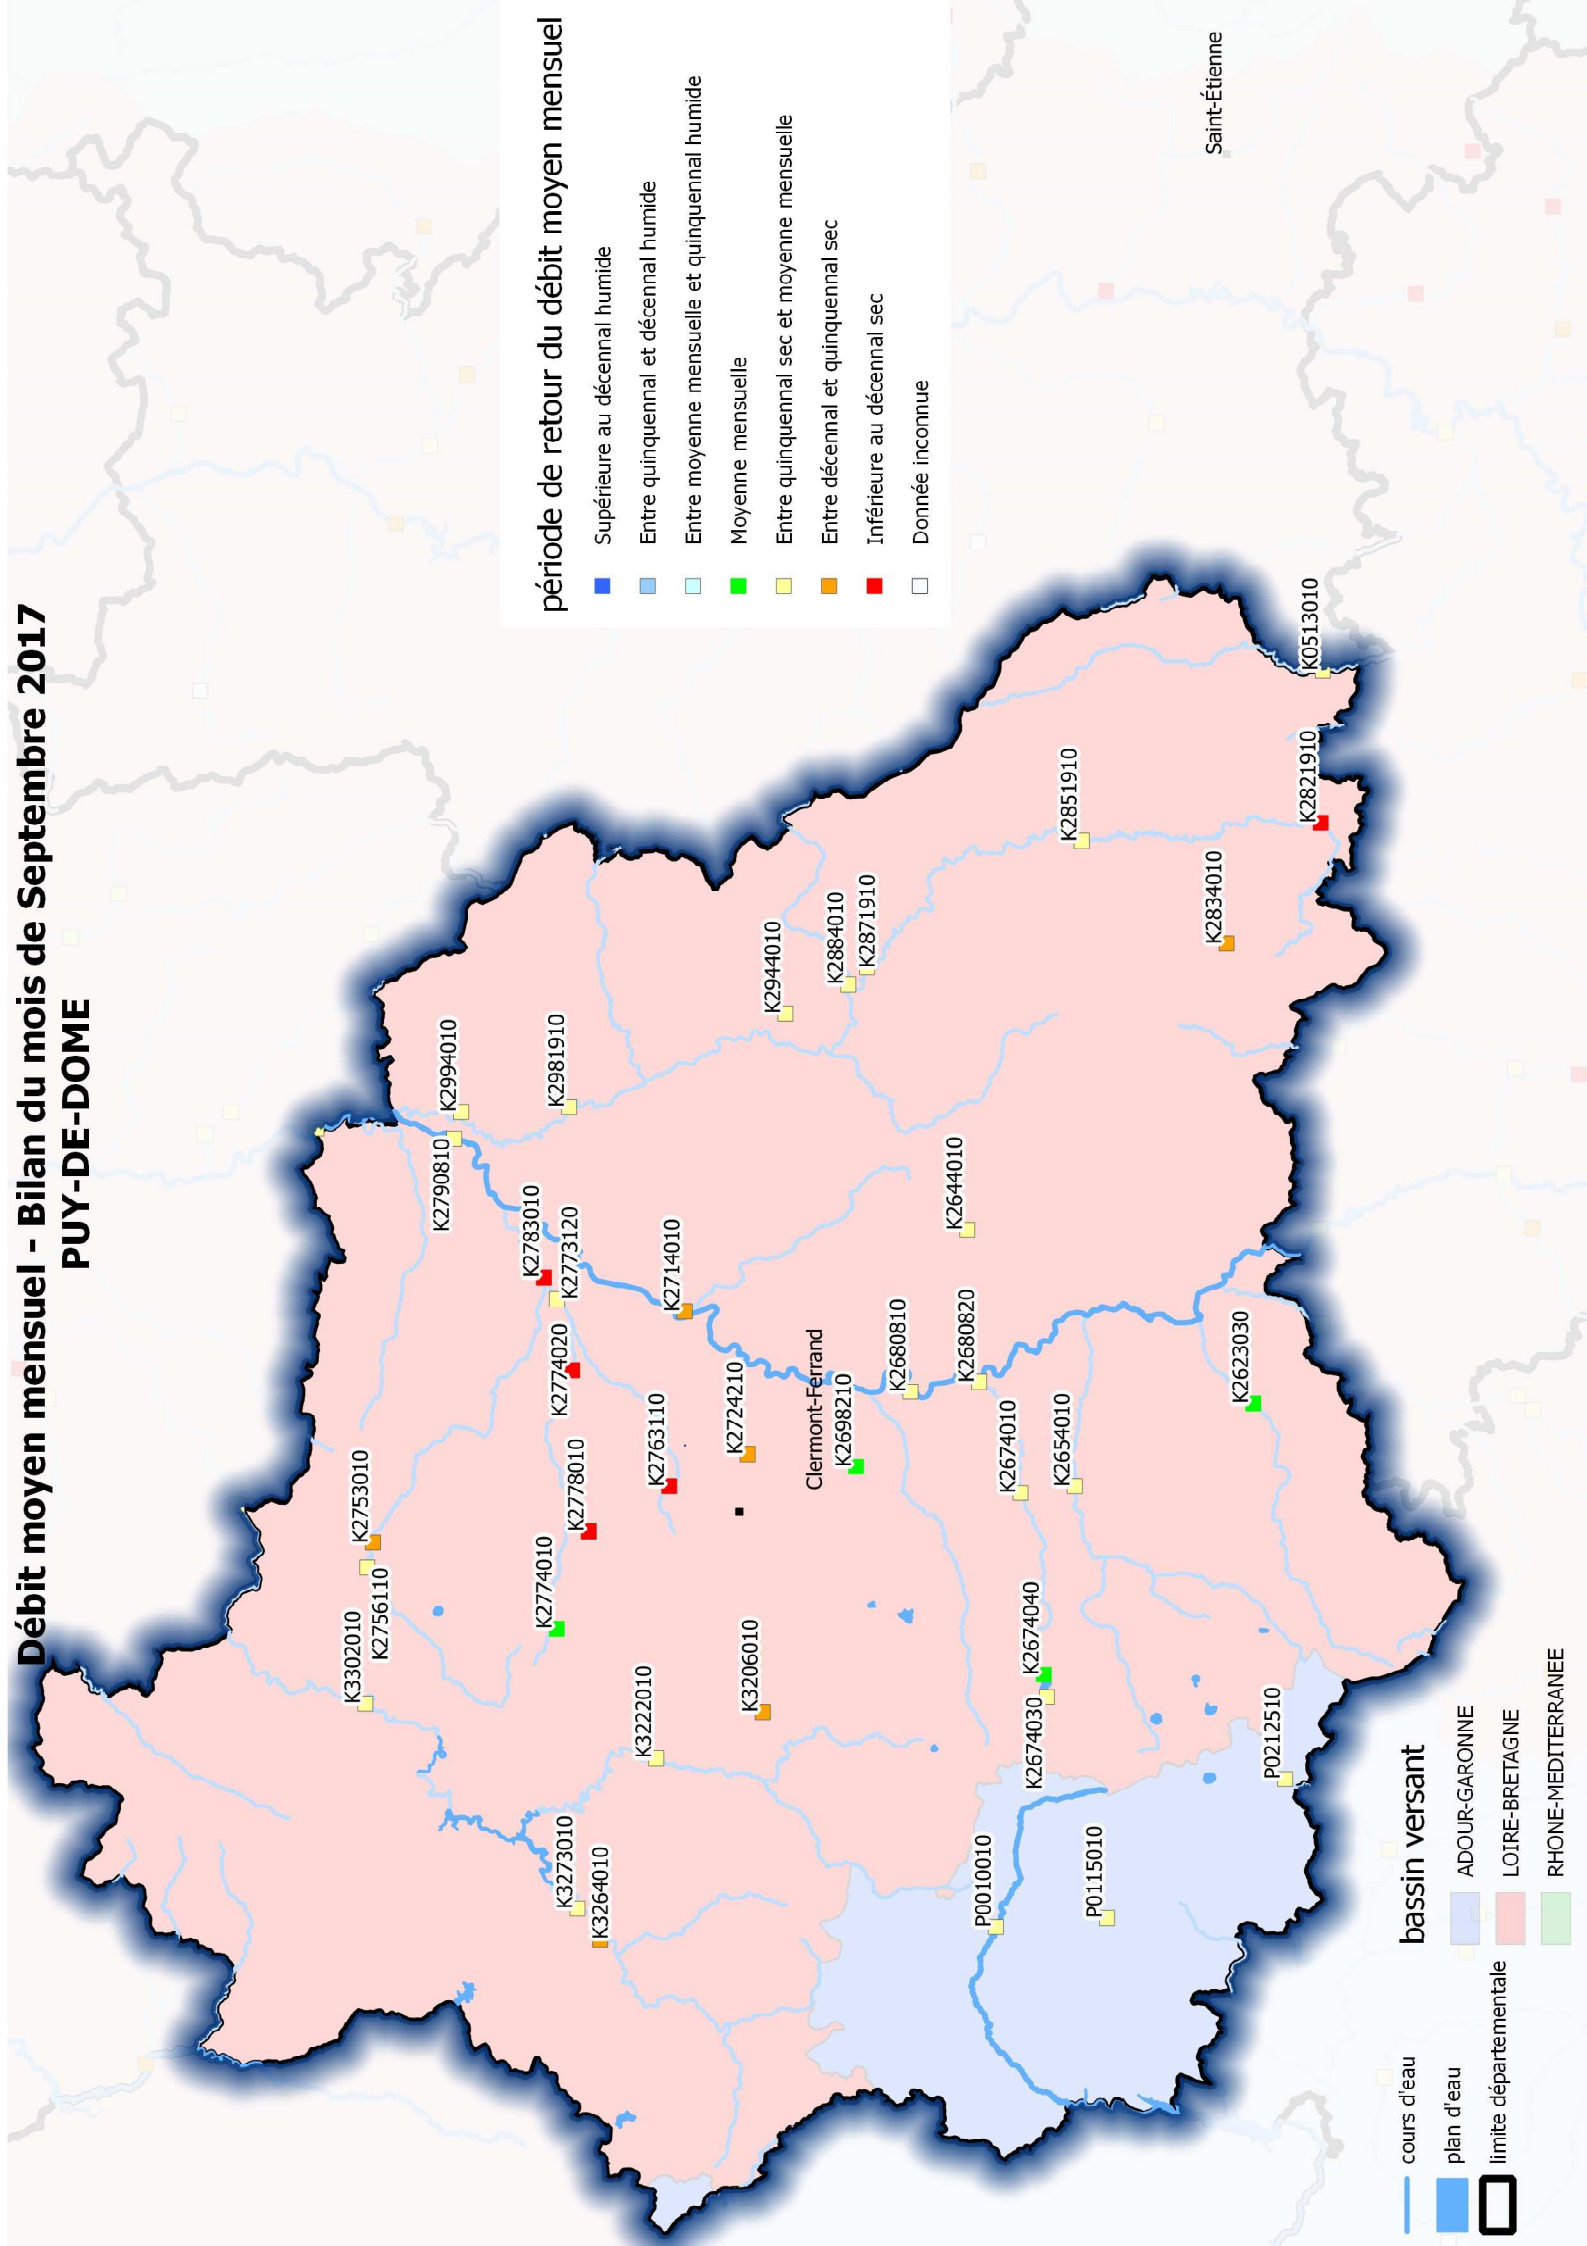 Débit moyen mensuel - Bilan du mois de Septembre 2017
PUY-DE-DOME
période de retour du débit moyen mensuel
Supérieure au décennal humide
Entre quinquennal et décennal humide
Entre moyenne mensuelle et quinquennal humide
Moyenne mensuelle
Entre quinquennal sec et moyenne mensuelle
Entre décennal et quinquennal sec
Inférieure au décennal sec
Donnée inconnue
Saint-Étienne
K3302010
K2756110
K2753010
K2790810
K2994010
K2981910
K2783010
K2773120
K2774020
K2774010
K2778010
K2763110
K2714010
K3273010
K3264010
K3222010
K3206010
K2724210
K2944010
Clermont-Ferrand
K2698210
K2884010
K2871910
K2680810
K2680820
K2644010
P0010010
K2674010
K2674040
K2674030
K2654010
K2851910
P0115010
K2834010
K2623030
P0212510
K2821910
K0513010
cours d'eau
plan d'eau
limite départementale
bassin versant
ADOUR-GARONNE
LOIRE-BRETAGNE
RHONE-MEDITERRANEE